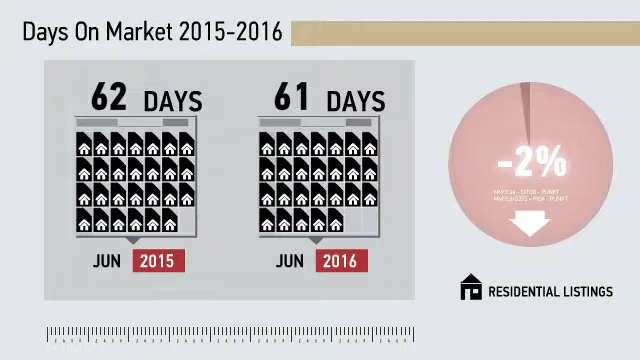 Days On Market 2015-2016
62 DAYS
61 DAYS
-2%
JUN 2015
JUN 2016
RESIDENTIAL LISTINGS